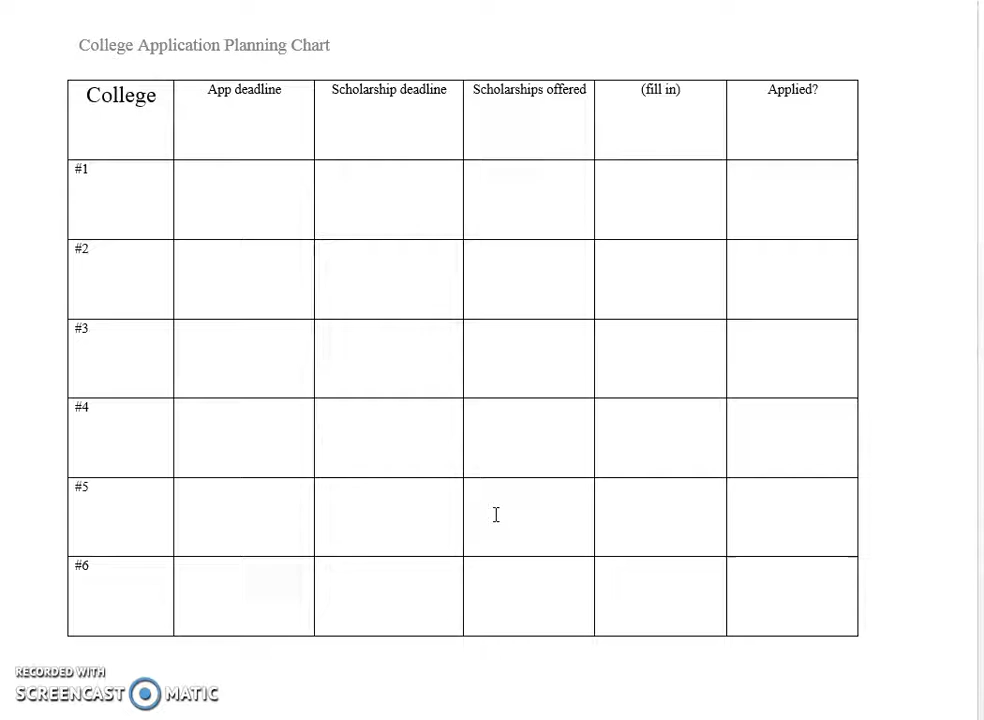 College Application Planning Chart
College App deadline Scholarship deadline Scholarships offered (fill in) Applied?
#1
#2
#3
#4
#5
#6
RECORDED WITH
SCREENCAST MATIC